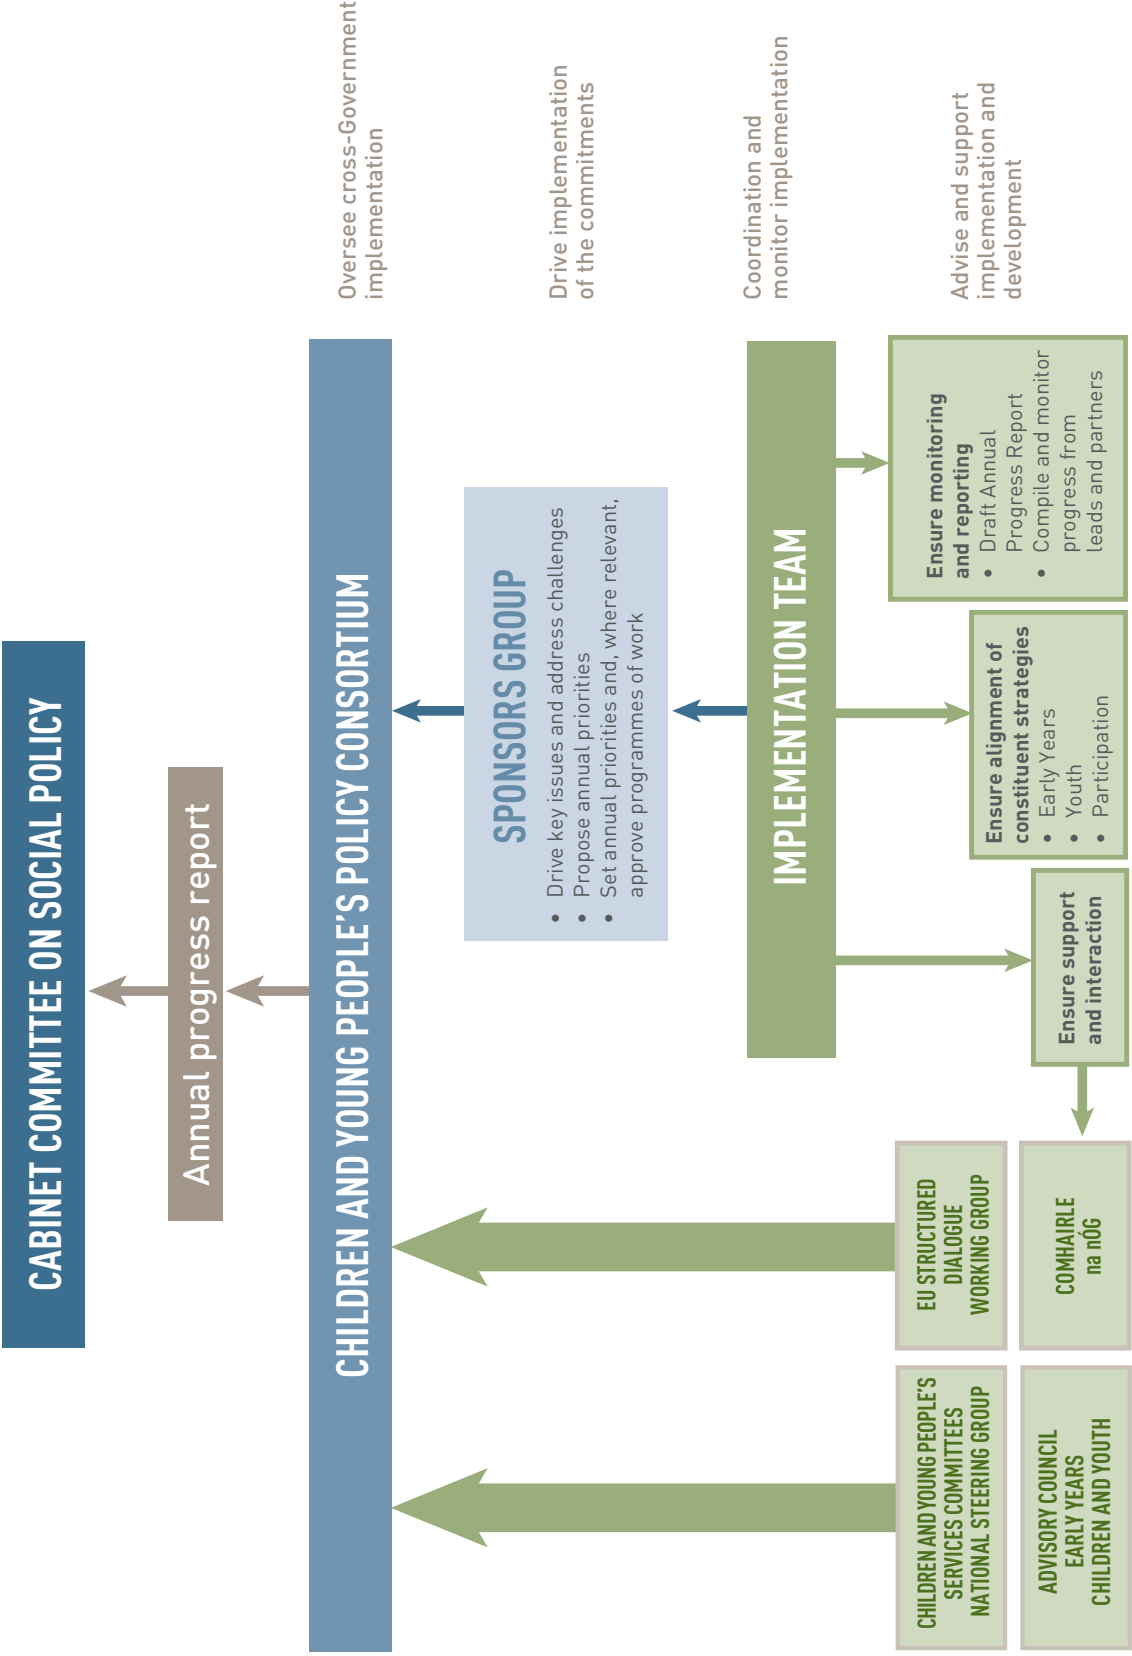 CABINET COMMITTEE ON SOCIAL POLICY
Annual progress report
CHILDREN AND YOUNG PEOPLE’S POLICY CONSORTIUM
Oversee cross-Government
implementation
SPONSORS GROUP
• Drive key issues and address challenges
• Propose annual priorities
• Set annual priorities and, where relevant,
approve programmes of work
Drive implementation
of the commitments
IMPLEMENTATION TEAM
Coordination and
monitor implementation
CHILDREN AND YOUNG PEOPLE’S
SERVICES COMMITTEES
NATIONAL STEERING GROUP
EU STRUCTURED
DIALOGUE
WORKING GROUP
ADVISORY COUNCIL
EARLY YEARS
CHILDREN AND YOUTH
COMHAIRLE
na nÓG
Ensure support
and interaction
Ensure alignment of
constituent strategies
• Early Years
• Youth
• Participation
Ensure monitoring
and reporting
• Draft Annual
Progress Report
• Compile and monitor
progress from
leads and partners
Advise and support
implementation and
development